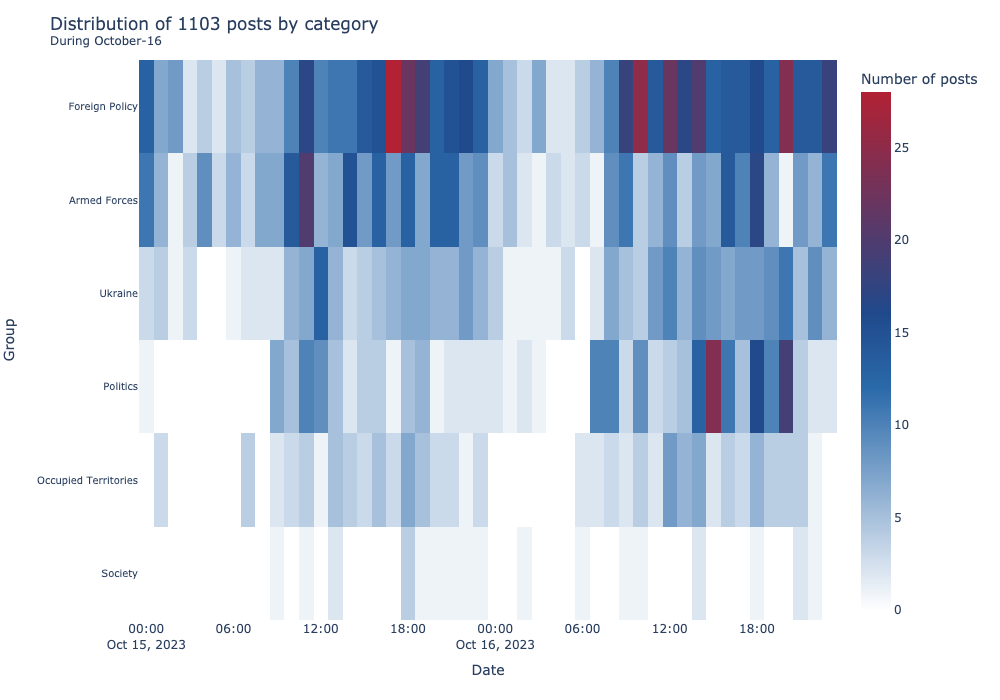 Distribution of 1103 posts by category
During October-16
Number of posts
Foreign Policy
Armed Forces
Ukraine
Politics
Occupied Territories
Society
Group
25
20
15
10
5
0
00:00 06:00 12:00 18:00 00:00 06:00 12:00 18:00
Oct 15, 2023 Oct 16, 2023
Date